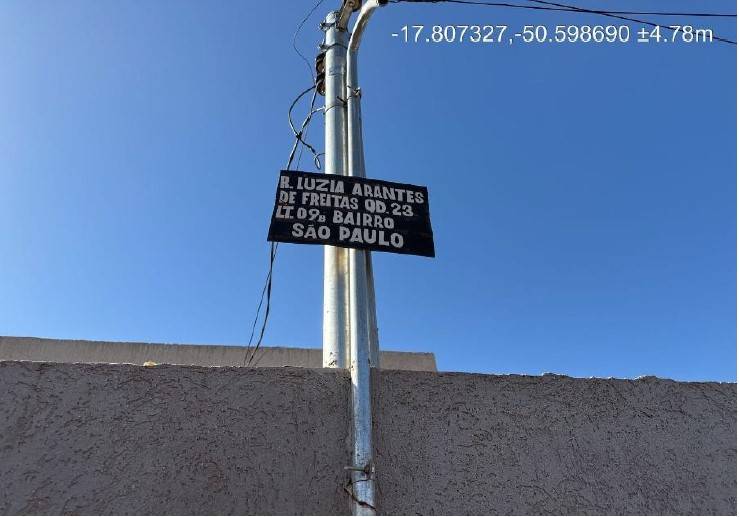 -17.807327,-50.598690 ±4.78m
R. LUZIA ARANTES
DE FREITAS QD. 23
LT. 09B BAIRRO
SÃO PAULO